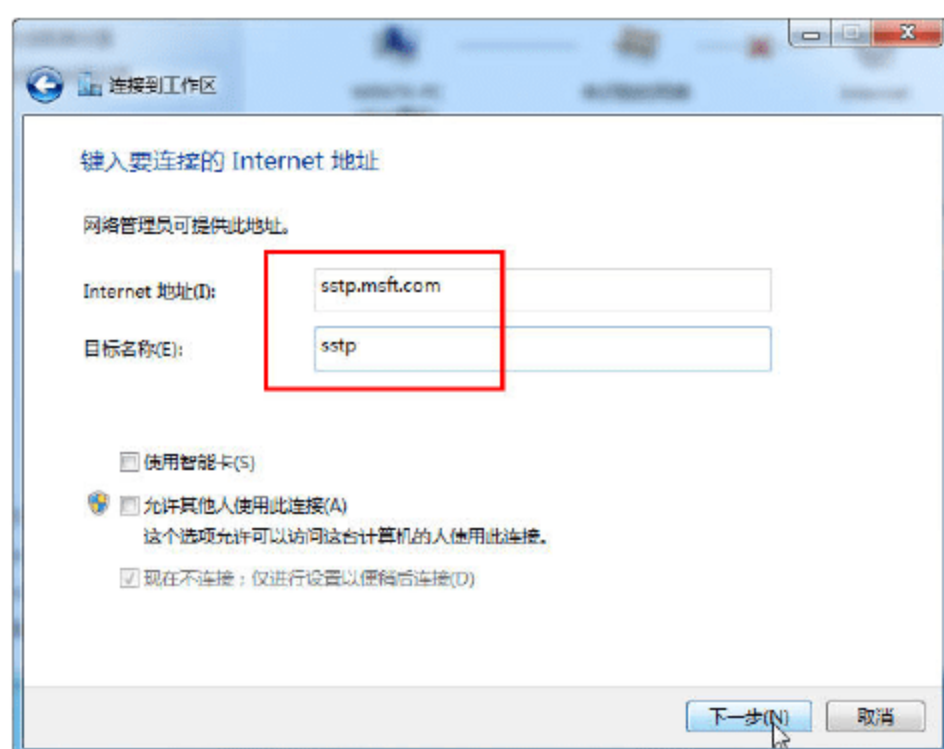 连接到工作区
键入要连接的 Internet 地址
网络管理员可提供此地址。
Internet 地址(I):
sstp.msft.com
目标名称(E):
sstp
使用智能卡(S)
允许其他人使用此连接(A)
这个选项允许可以访问这台计算机的人使用此连接。
现在不连接；仅进行设置以便稍后连接(D)
下一步(N)
取消